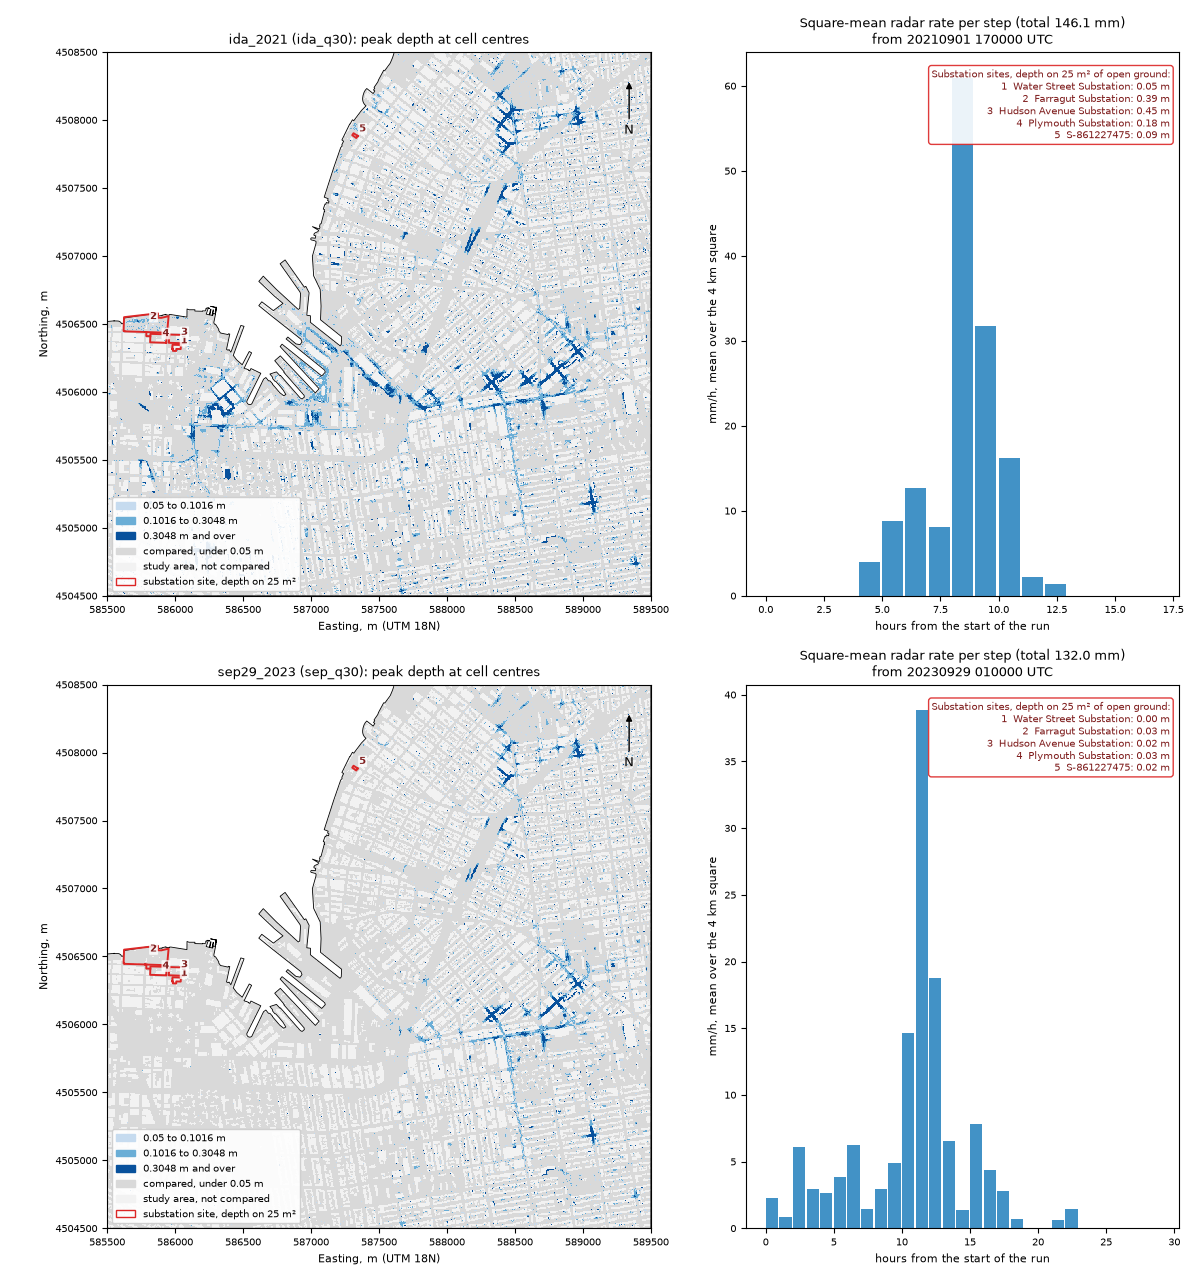 ida_2021 (ida_q30): peak depth at cell centres
4508500
4508000
4507500
4507000
4506500
4506000
4505500
4505000
4504500
Northing, m
5
N
2
4
3
1
0.05 to 0.1016 m
0.1016 to 0.3048 m
0.3048 m and over
compared, under 0.05 m
study area, not compared
substation site, depth on 25 m²
585500 586000 586500 587000 587500 588000 588500 589000 589500
Easting, m (UTM 18N)
Square-mean radar rate per step (total 146.1 mm)
from 20210901 170000 UTC
Substation sites, depth on 25 m² of open ground:
1 Water Street Substation: 0.05 m
2 Farragut Substation: 0.39 m
3 Hudson Avenue Substation: 0.45 m
4 Plymouth Substation: 0.18 m
5 S-861227475: 0.09 m
60
50
40
30
20
10
0
mm/h, mean over the 4 km square
0.0 2.5 5.0 7.5 10.0 12.5 15.0 17.5
hours from the start of the run
sep29_2023 (sep_q30): peak depth at cell centres
4508500
4508000
4507500
4507000
4506500
4506000
4505500
4505000
4504500
Northing, m
5
N
2
4
3
1
0.05 to 0.1016 m
0.1016 to 0.3048 m
0.3048 m and over
compared, under 0.05 m
study area, not compared
substation site, depth on 25 m²
585500 586000 586500 587000 587500 588000 588500 589000 589500
Easting, m (UTM 18N)
Square-mean radar rate per step (total 132.0 mm)
from 20230929 010000 UTC
Substation sites, depth on 25 m² of open ground:
1 Water Street Substation: 0.00 m
2 Farragut Substation: 0.03 m
3 Hudson Avenue Substation: 0.02 m
4 Plymouth Substation: 0.03 m
5 S-861227475: 0.02 m
40
35
30
25
20
15
10
5
0
mm/h, mean over the 4 km square
0 5 10 15 20 25 30
hours from the start of the run